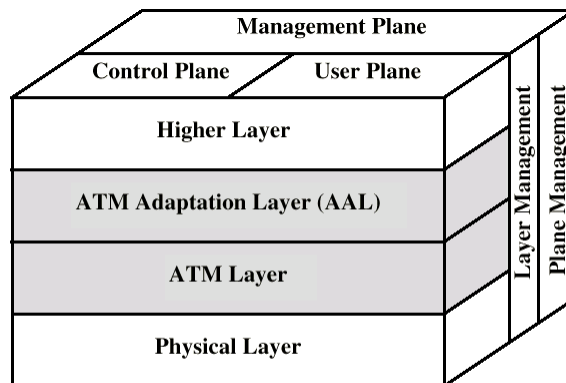 Management Plane
Control Plane
User Plane
Higher Layer
ATM Adaptation Layer (AAL)
ATM Layer
Physical Layer
Layer Management
Plane Management